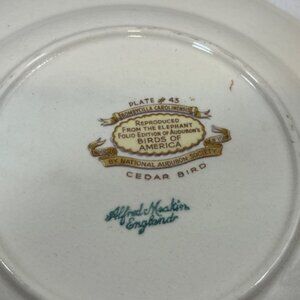 PLATE # 43
BOMBYCILLA CAROLINENSIS
REPRODUCED
FROM THE ELEPHANT
FOLIO EDITION OF AUDUBON'S
BIRDS OF
AMERICA
BY NATIONAL AUDUBON SOCIETY
CEDAR BIRD
Alfred Meakin
England